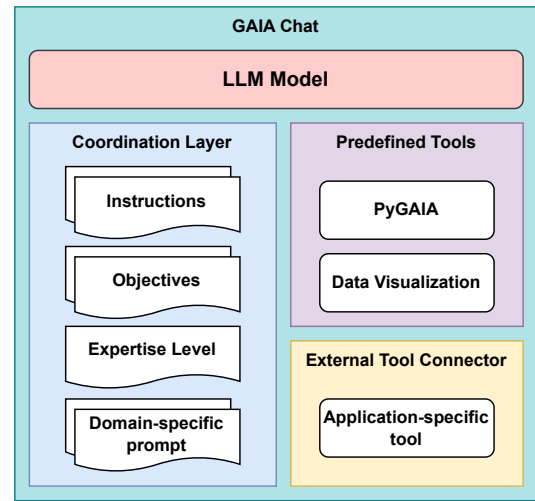 GAIA Chat
LLM Model
Coordination Layer
Instructions
Objectives
Expertise Level
Domain-specific
prompt
Predefined Tools
PyGAIA
Data Visualization
External Tool Connector
Application-specific
tool